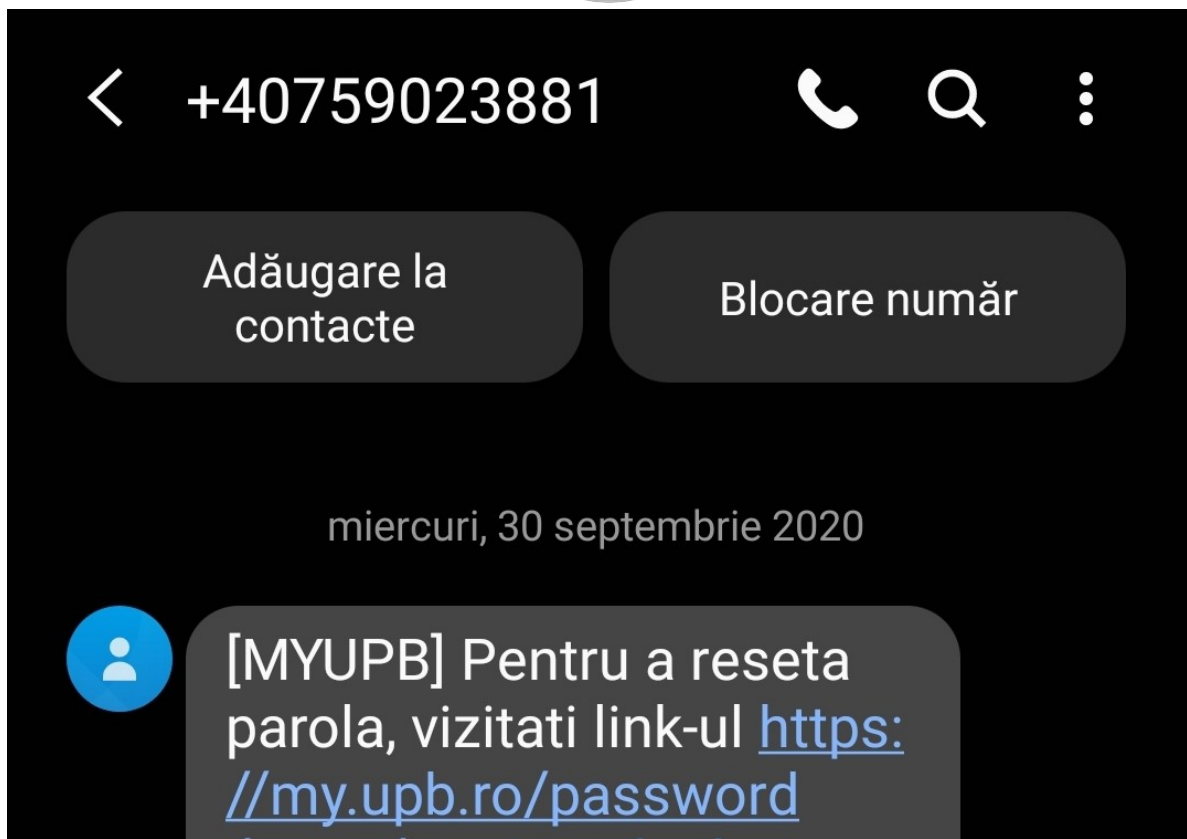 +40759023881
Adăugare la
contacte
Blocare număr
miercuri, 30 septembrie 2020
[MYUPB] Pentru a reseta
parola, vizitati link-ul https:
//my.upb.ro/password